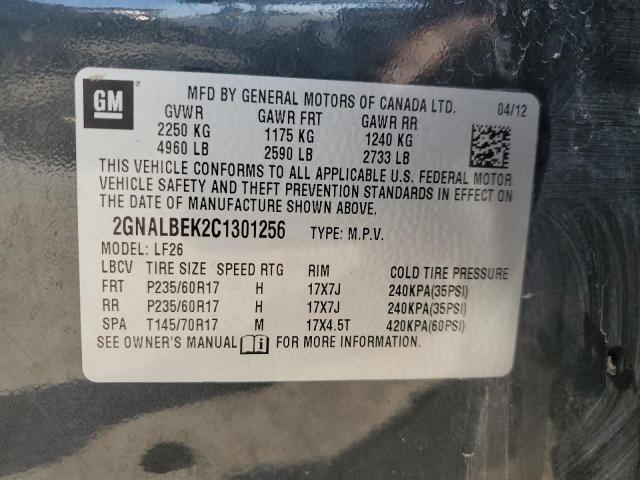 GM
MFD BY GENERAL MOTORS OF CANADA LTD. 04/12
GVWR GAWR FRT GAWR RR
2250 KG 1175 KG 1240 KG
4960 LB 2590 LB 2733 LB
THIS VEHICLE CONFORMS TO ALL APPLICABLE U.S. FEDERAL MOTOR
VEHICLE SAFETY AND THEFT PREVENTION STANDARDS IN EFFECT ON
THE DATE OF MANUFACTURE SHOWN ABOVE.
2GNALBEK2C1301256 TYPE: M.P.V.
MODEL: LF26
LBCV TIRE SIZE SPEED RTG RIM COLD TIRE PRESSURE
FRT P235/60R17 H 17X7J 240KPA(35PSI)
RR P235/60R17 H 17X7J 240KPA(35PSI)
SPA T145/70R17 M 17X4.5T 420KPA(60PSI)
SEE OWNER'S MANUAL FOR MORE INFORMATION.